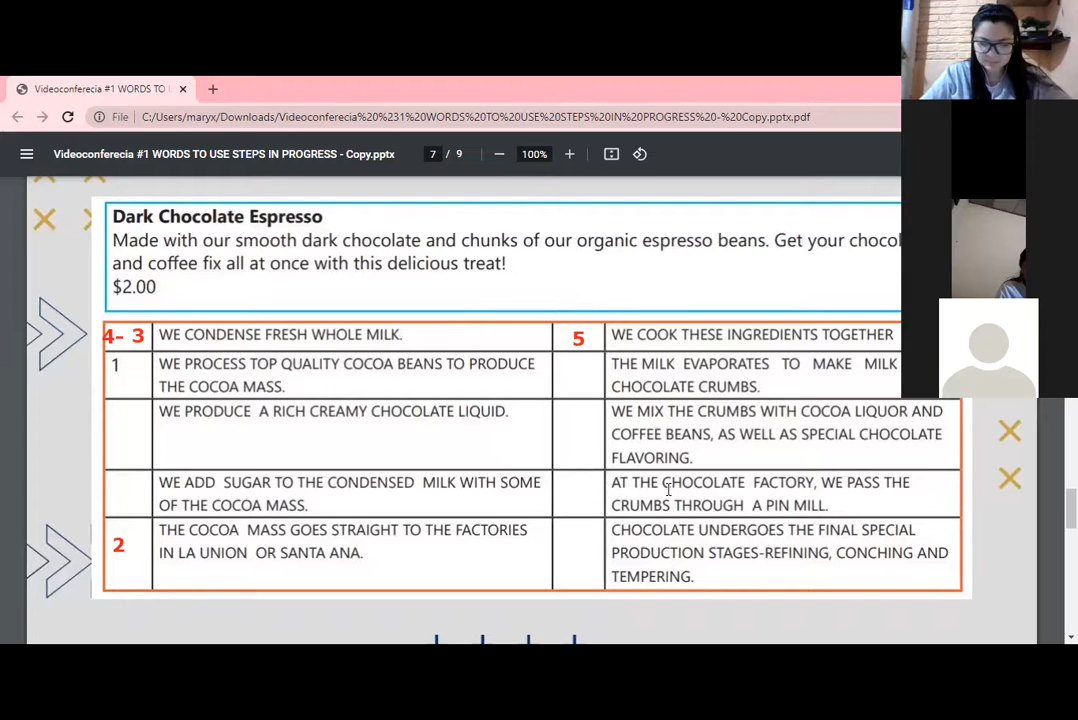 Videoconferecia #1 WORDS TO
File C:/Users/maryx/Downloads/Videoconferecia%20%231%20WORDS%20TO%20USE%20STEPS%20IN%20PROGRESS%20-%20Copy.pptx.pdf
Videoconferecia #1 WORDS TO USE STEPS IN PROGRESS - Copy.pptx 7 / 9 100%
Dark Chocolate Espresso
Made with our smooth dark chocolate and chunks of our organic espresso beans. Get your chocol
and coffee fix all at once with this delicious treat!
$2.00
4- 3 WE CONDENSE FRESH WHOLE MILK.
5 WE COOK THESE INGREDIENTS TOGETHER
1 WE PROCESS TOP QUALITY COCOA BEANS TO PRODUCE
THE COCOA MASS.
THE MILK EVAPORATES TO MAKE MILK
CHOCOLATE CRUMBS.
WE PRODUCE A RICH CREAMY CHOCOLATE LIQUID.
WE MIX THE CRUMBS WITH COCOA LIQUOR AND
COFFEE BEANS, AS WELL AS SPECIAL CHOCOLATE
FLAVORING.
WE ADD SUGAR TO THE CONDENSED MILK WITH SOME
OF THE COCOA MASS.
AT THE CHOCOLATE FACTORY, WE PASS THE
CRUMBS THROUGH A PIN MILL.
2 THE COCOA MASS GOES STRAIGHT TO THE FACTORIES
IN LA UNION OR SANTA ANA.
CHOCOLATE UNDERGOES THE FINAL SPECIAL
PRODUCTION STAGES-REFINING, CONCHING AND
TEMPERING.